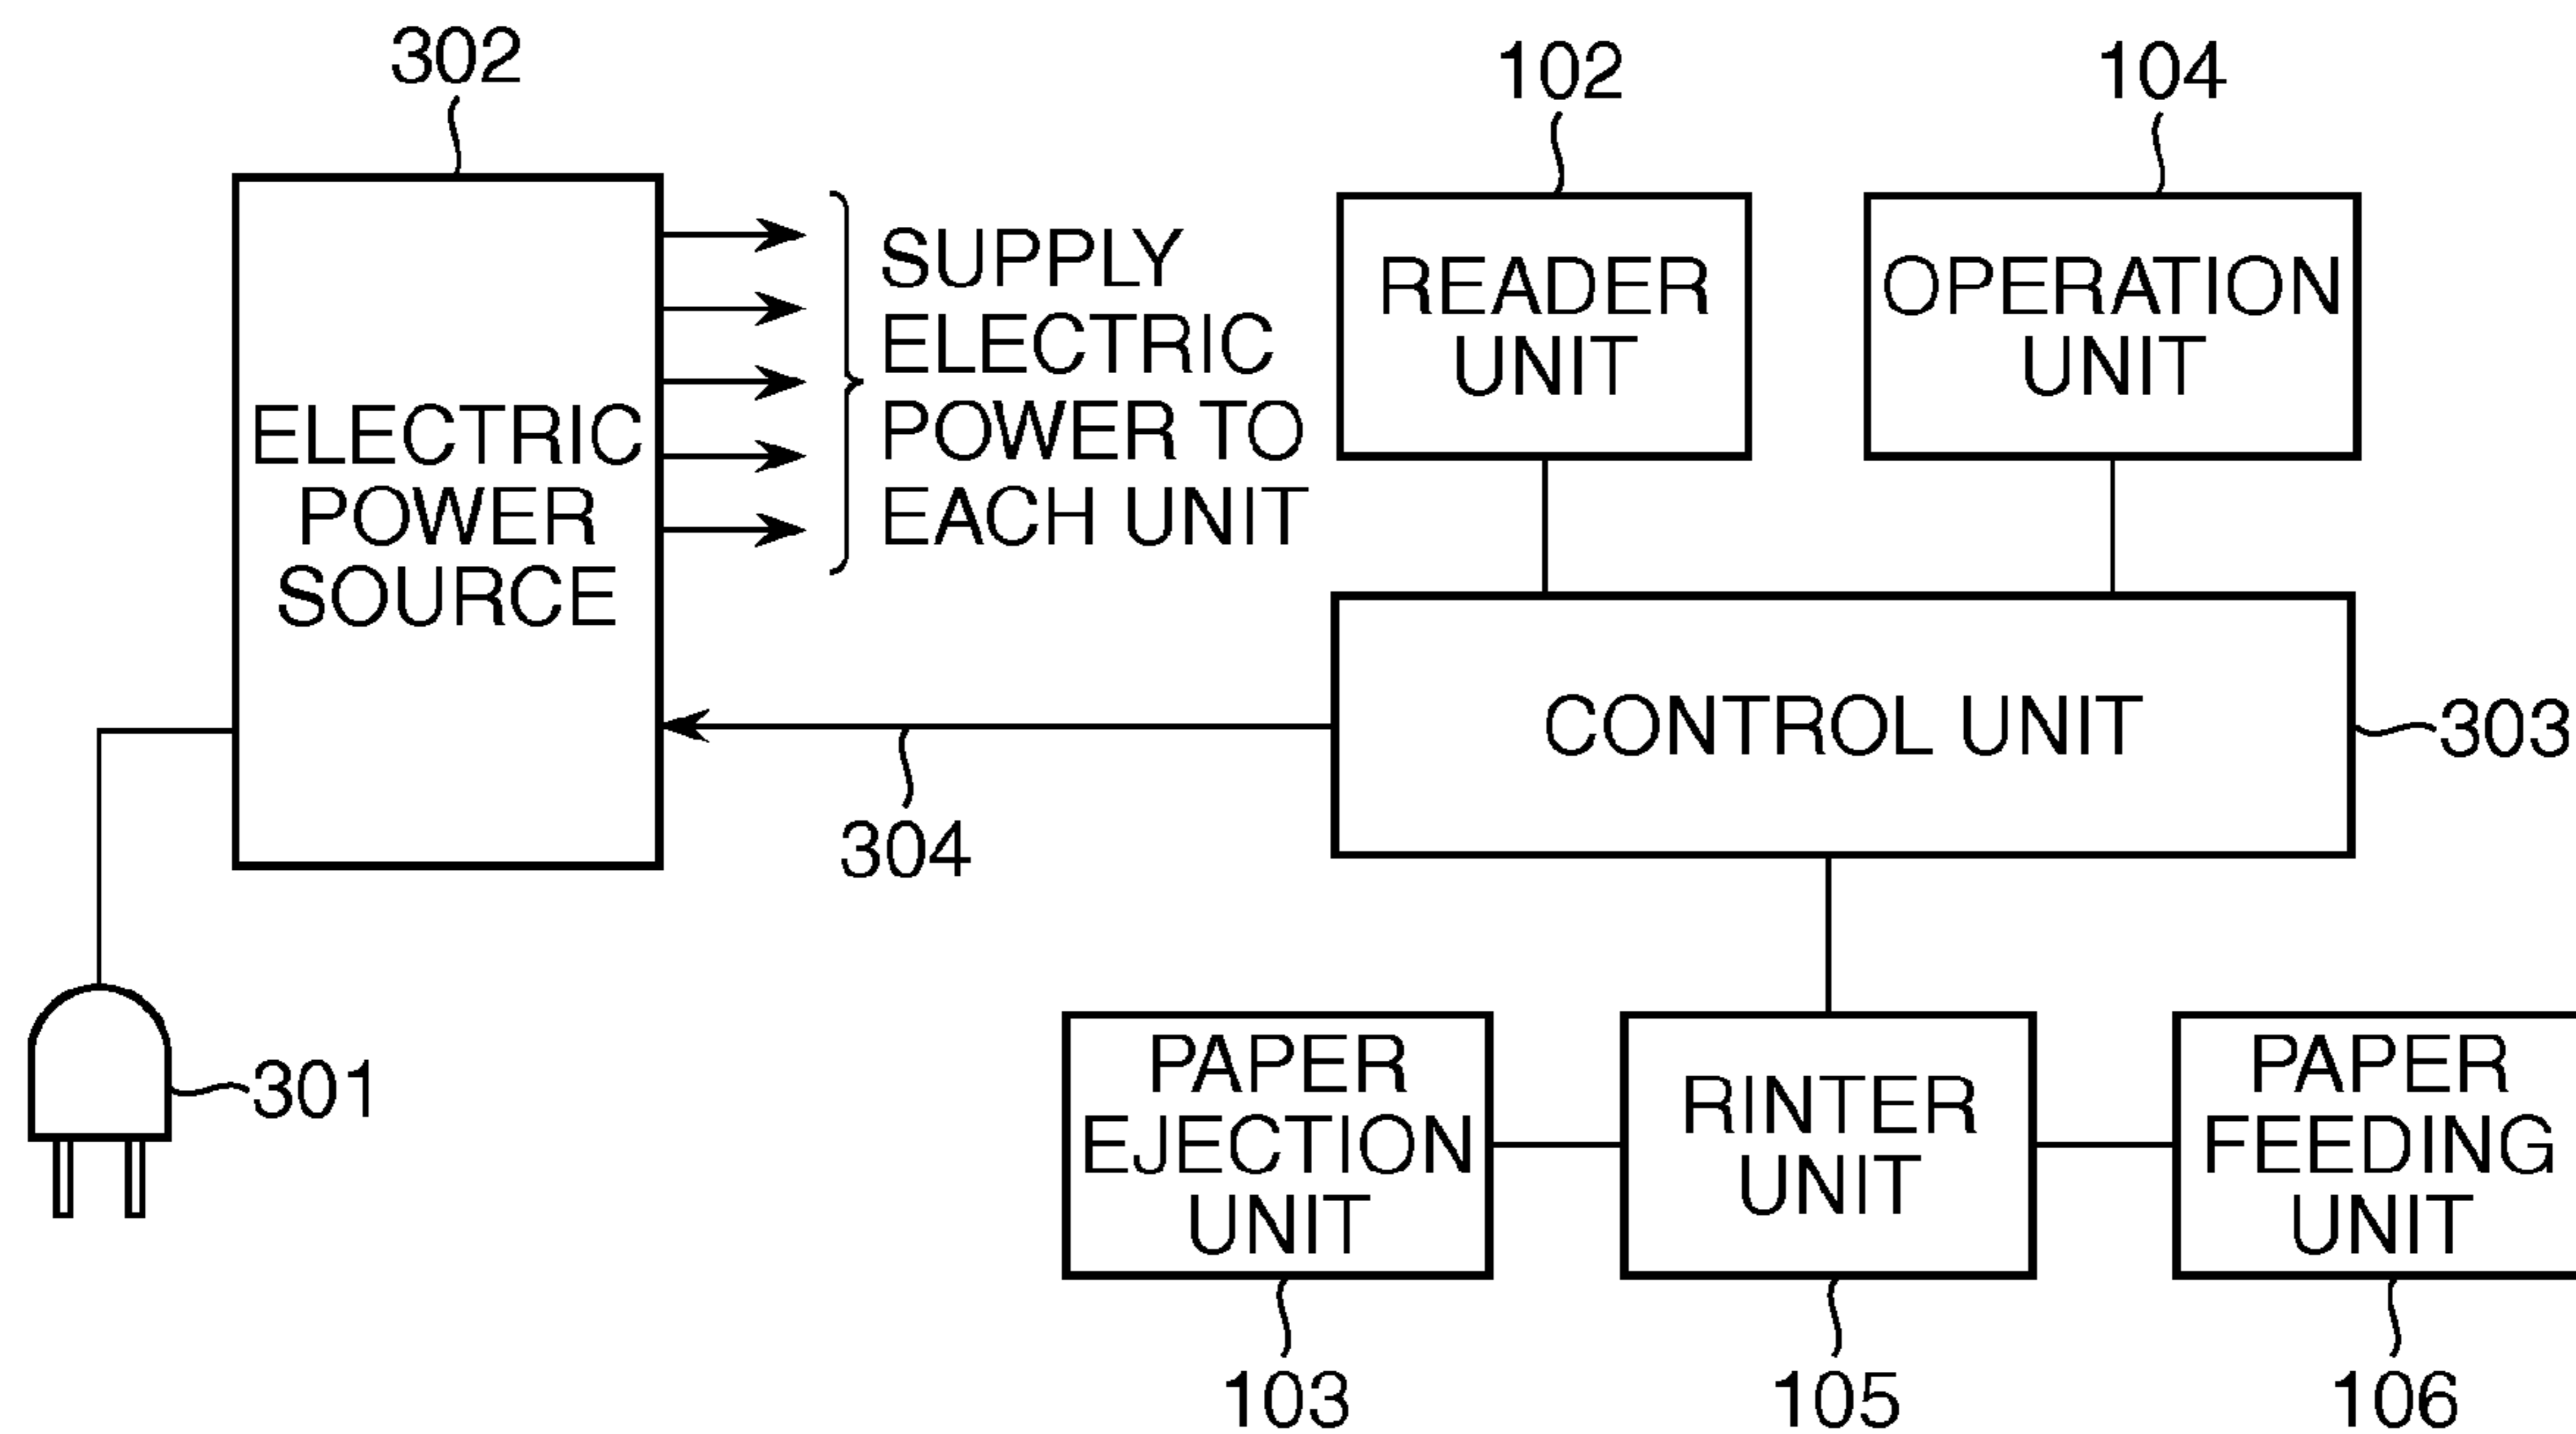 302
102
104
SUPPLY
ELECTRIC
POWER TO
EACH UNIT
READER
UNIT
OPERATION
UNIT
ELECTRIC
POWER
SOURCE
CONTROL UNIT
303
304
301
PAPER
EJECTION
UNIT
RINTER
UNIT
PAPER
FEEDING
UNIT
103
105
106